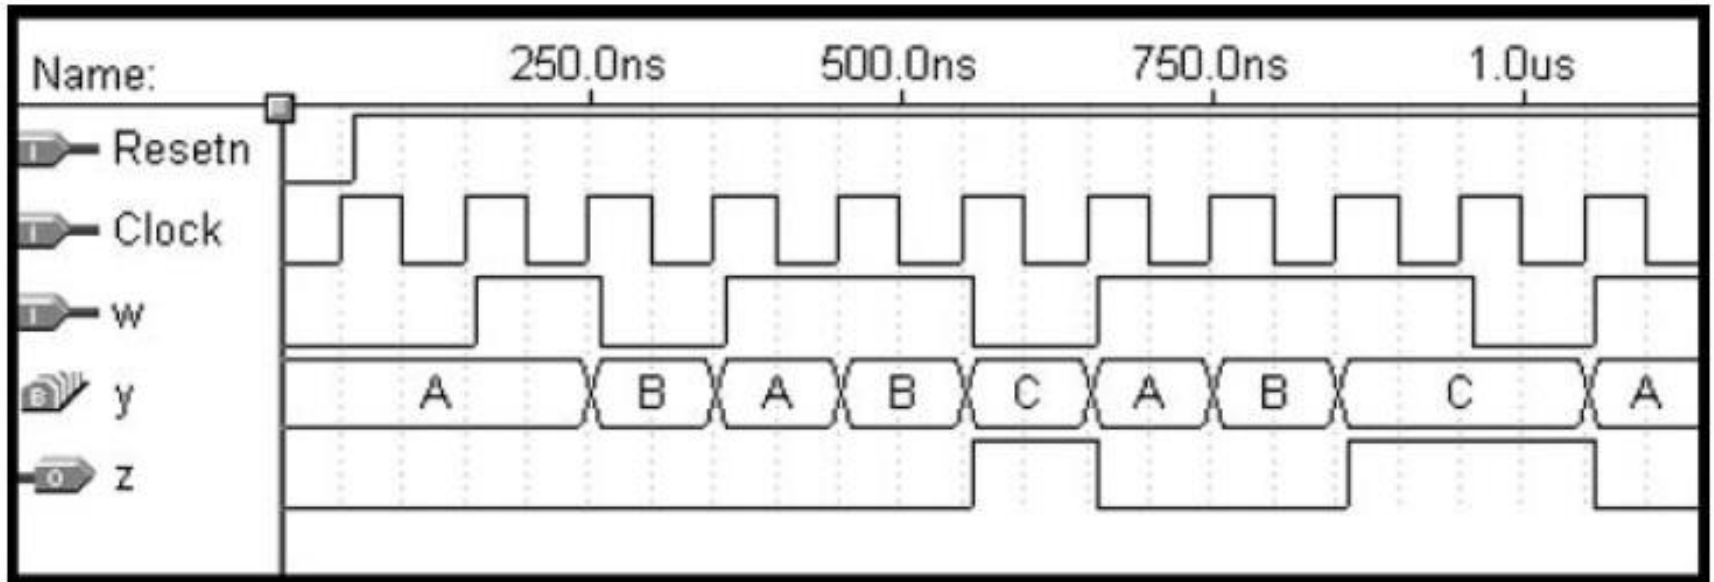 Name: 250.0ns 500.0ns 750.0ns 1.0us
I Resetn
I Clock
I w
B y A B A B C A B C A
O z